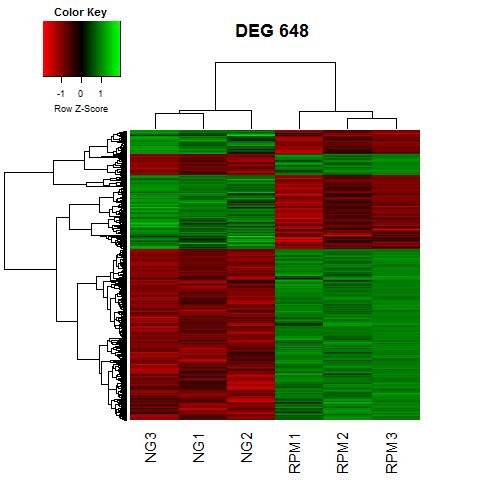 Color Key
-1 0 1
Row Z-Score
DEG 648
NG3
NG1
NG2
RPM1
RPM2
RPM3